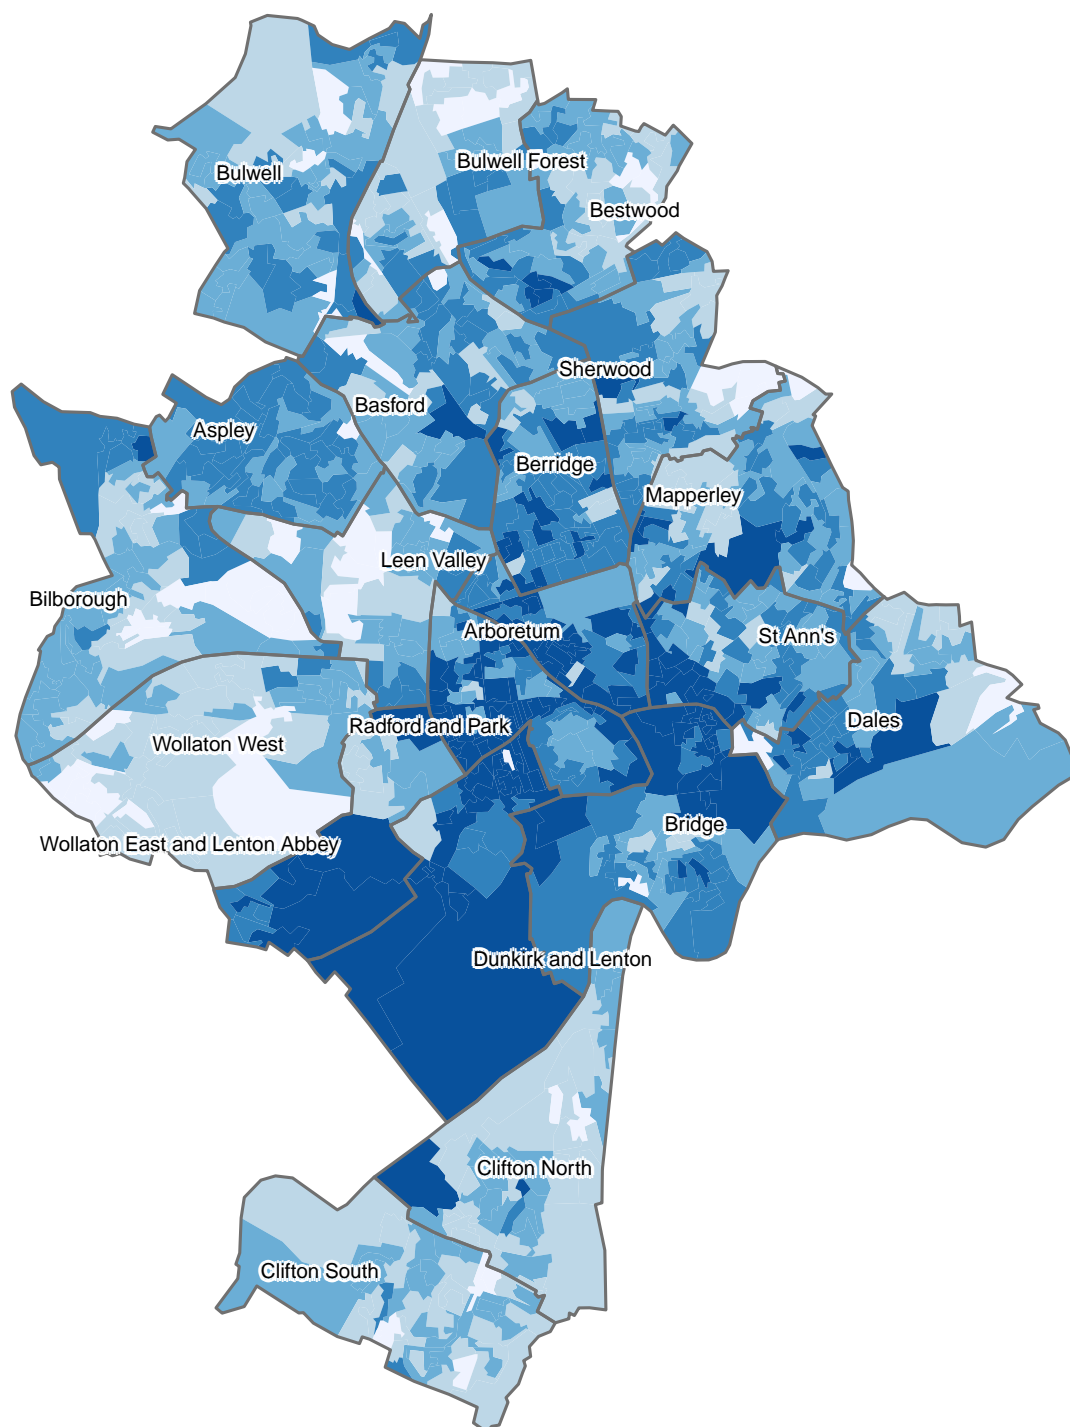 Bulwell Forest
Bulwell
Bestwood
Sherwood
Basford
Aspley
Berridge
Mapperley
Leen Valley
Bilborough
Arboretum
St Ann's
Dales
Radford and Park
Wollaton West
Bridge
Wollaton East and Lenton Abbey
Dunkirk and Lenton
Clifton North
Clifton South